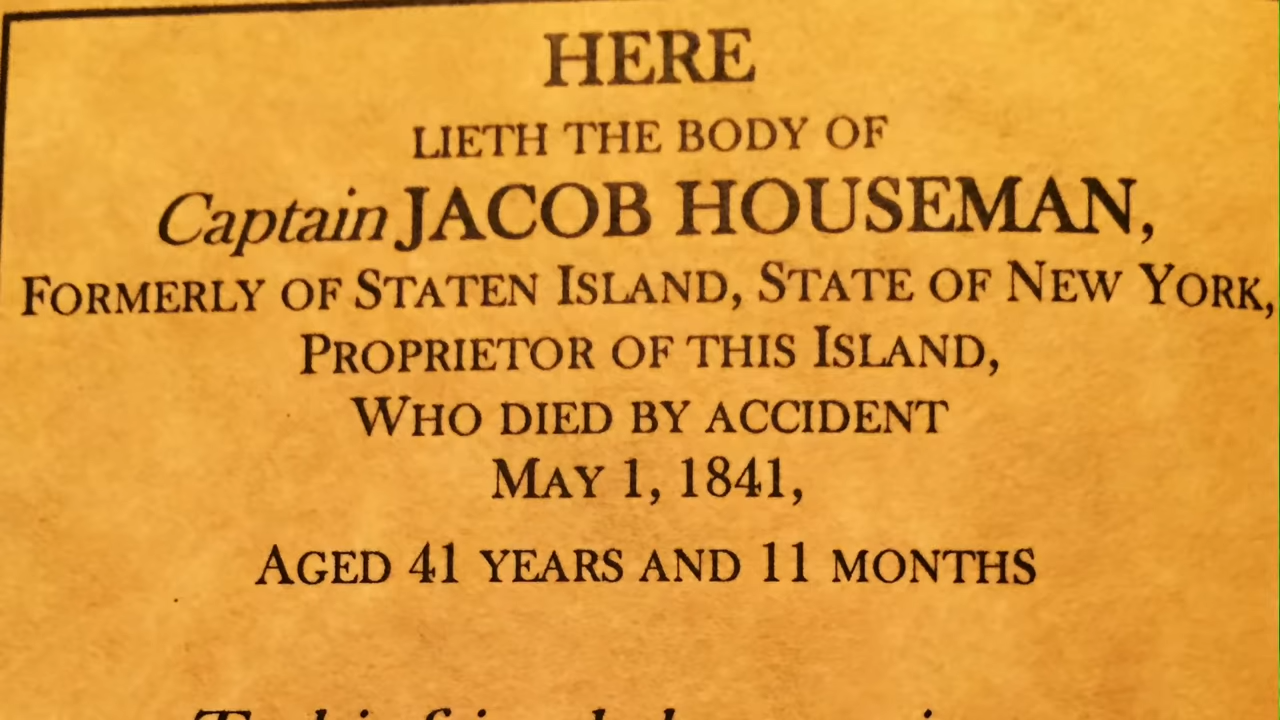 HERE
LIETH THE BODY OF
Captain JACOB HOUSEMAN,
FORMERLY OF STATEN ISLAND, STATE OF NEW YORK,
PROPRIETOR OF THIS ISLAND,
WHO DIED BY ACCIDENT
MAY 1, 1841,
AGED 41 YEARS AND 11 MONTHS